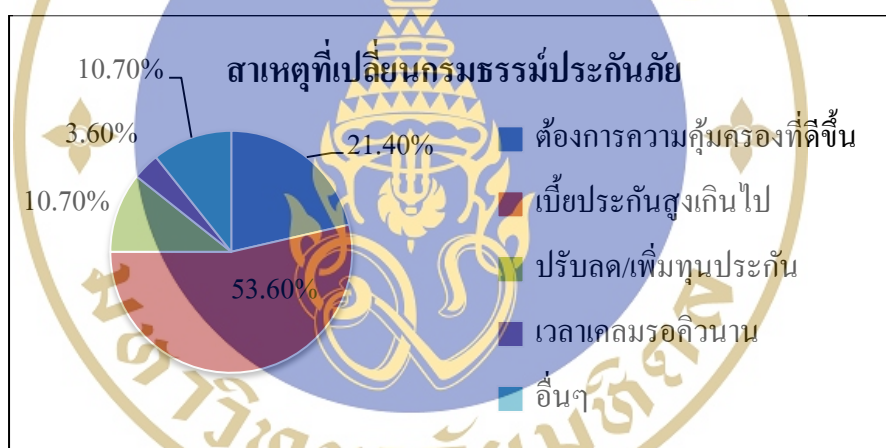 สาเหตุที่เปลี่ยนกรมธรรม์ประกันภัย
10.70%
3.60%
10.70%
21.40%
53.60%
ต้องการความคุ้มครองที่ดีขึ้น
เบี้ยประกันสูงเกินไป
ปรับลด/เพิ่มทุนประกัน
เวลาเคลมรอคิวนาน
อื่นๆ